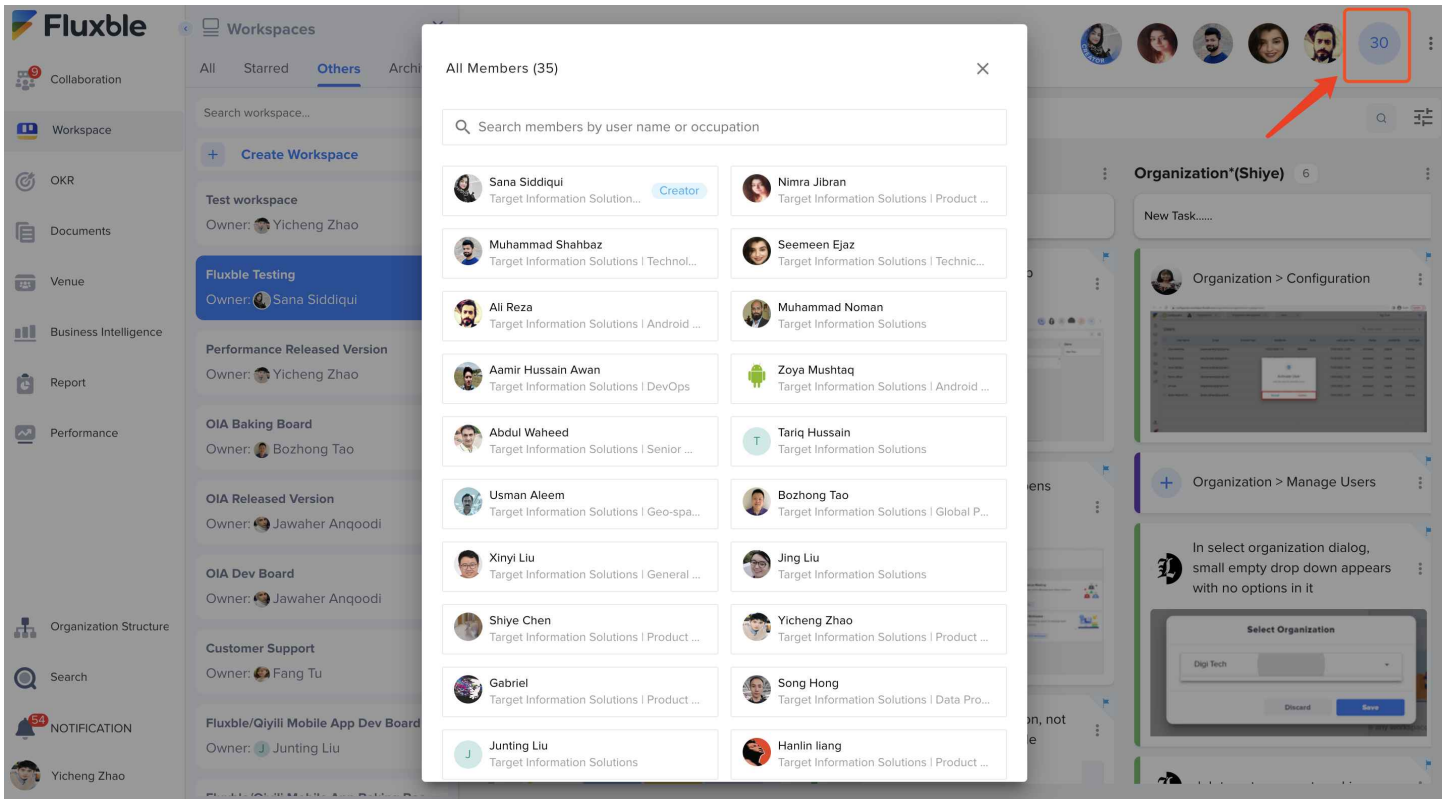 Fluxble
Workspaces
All Starred Others Archi
Search workspace...
+ Create Workspace
9
Collaboration
Workspace
OKR
Documents
Venue
Business Intelligence
Report
Performance
Organization Structure
Search
54
NOTIFICATION
Yicheng Zhao
Test workspace
Owner: Yicheng Zhao
Fluxble Testing
Owner: Sana Siddiqui
Performance Released Version
Owner: Yicheng Zhao
OIA Baking Board
Owner: Bozhong Tao
OIA Released Version
Owner: Jawaher Anqoodi
OIA Dev Board
Owner: Jawaher Anqoodi
Customer Support
Owner: Fang Tu
Fluxble/Qiyili Mobile App Dev Board
Owner: J Junting Liu
All Members (35)
Search members by user name or occupation
Sana Siddiqui
Target Information Solution...
Creator
Nimra Jibran
Target Information Solutions | Product ...
Muhammad Shahbaz
Target Information Solutions | Technol...
Seemeen Ejaz
Target Information Solutions | Technic...
Ali Reza
Target Information Solutions | Android ...
Muhammad Noman
Target Information Solutions
Aamir Hussain Awan
Target Information Solutions | DevOps
Zoya Mushtaq
Target Information Solutions | Android ...
Abdul Waheed
Target Information Solutions | Senior ...
T
Tariq Hussain
Target Information Solutions
Usman Aleem
Target Information Solutions | Geo-spa...
Bozhong Tao
Target Information Solutions | Global P...
Xinyi Liu
Target Information Solutions | General ...
Jing Liu
Target Information Solutions
Shiye Chen
Target Information Solutions | Product ...
Yicheng Zhao
Target Information Solutions | Product ...
Gabriel
Target Information Solutions | Product ...
Song Hong
Target Information Solutions | Data Pro...
J
Junting Liu
Target Information Solutions
Hanlin liang
Target Information Solutions | Product ...
CREATOR
30
Organization*(Shiye) 6
New Task......
Organization > Configuration
+ Organization > Manage Users
In select organization dialog,
small empty drop down appears
with no options in it
Select Organization
Digi Tech
Discard Save
ens
on, not